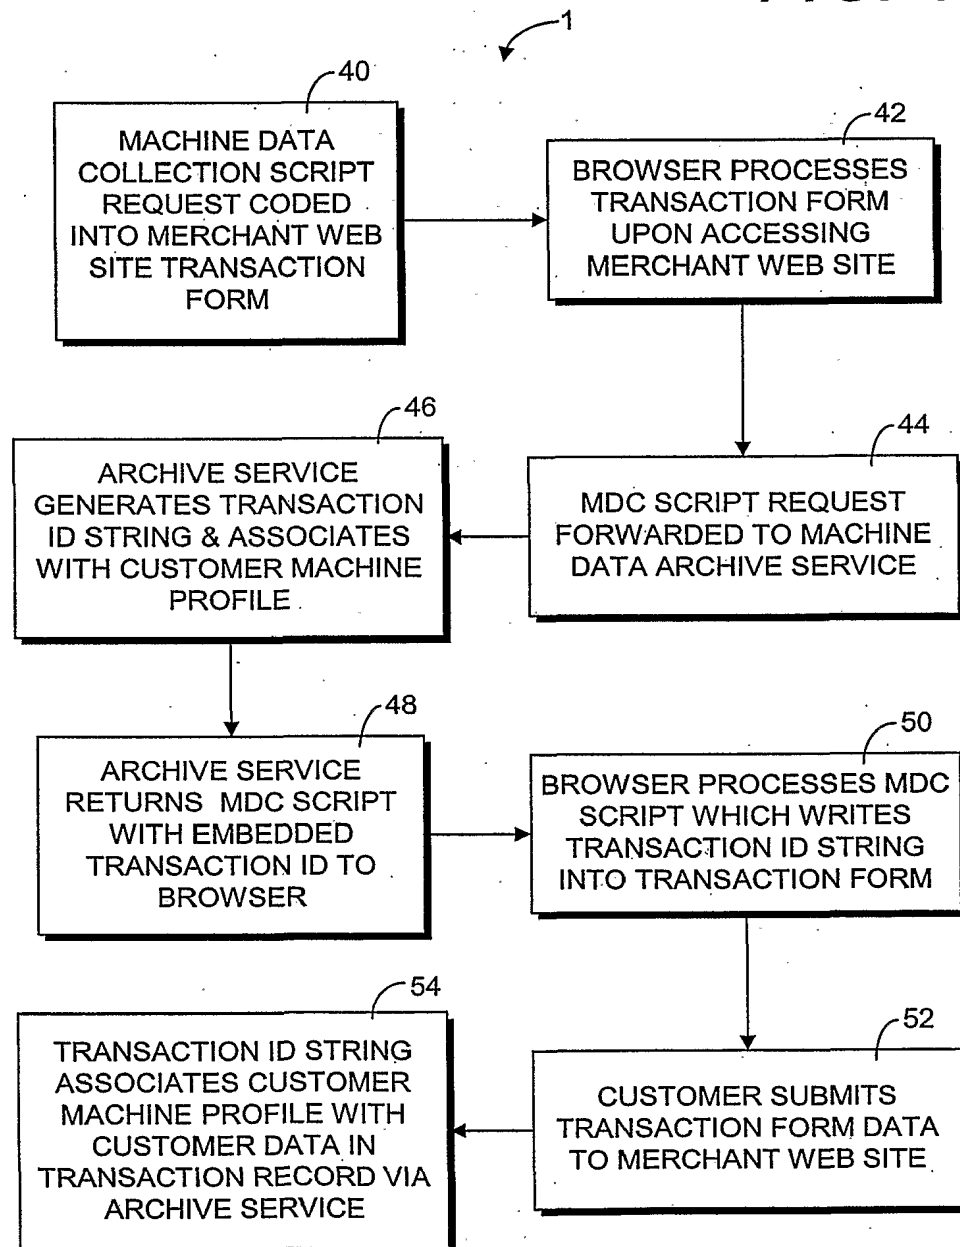 1
40
MACHINE DATA
COLLECTION SCRIPT
REQUEST CODED
INTO MERCHANT WEB
SITE TRANSACTION
FORM
42
BROWSER PROCESSES
TRANSACTION FORM
UPON ACCESSING
MERCHANT WEB SITE
44
MDC SCRIPT REQUEST
FORWARDED TO MACHINE
DATA ARCHIVE SERVICE
46
ARCHIVE SERVICE
GENERATES TRANSACTION
ID STRING & ASSOCIATES
WITH CUSTOMER MACHINE
PROFILE
48
ARCHIVE SERVICE
RETURNS MDC SCRIPT
WITH EMBEDDED
TRANSACTION ID TO
BROWSER
50
BROWSER PROCESSES MDC
SCRIPT WHICH WRITES
TRANSACTION ID STRING
INTO TRANSACTION FORM
52
CUSTOMER SUBMITS
TRANSACTION FORM DATA
TO MERCHANT WEB SITE
54
TRANSACTION ID STRING
ASSOCIATES CUSTOMER
MACHINE PROFILE WITH
CUSTOMER DATA IN
TRANSACTION RECORD VIA
ARCHIVE SERVICE